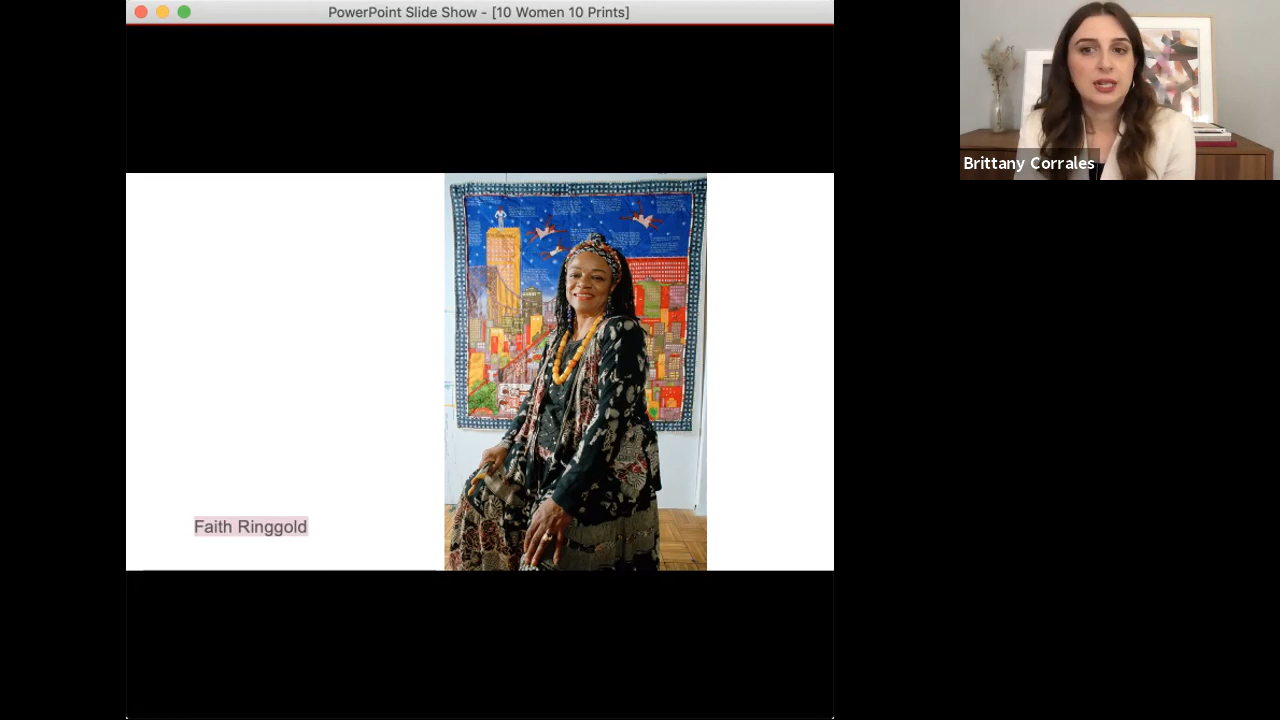 PowerPoint Slide Show - [10 Women 10 Prints]
Brittany Corrales
Faith Ringgold